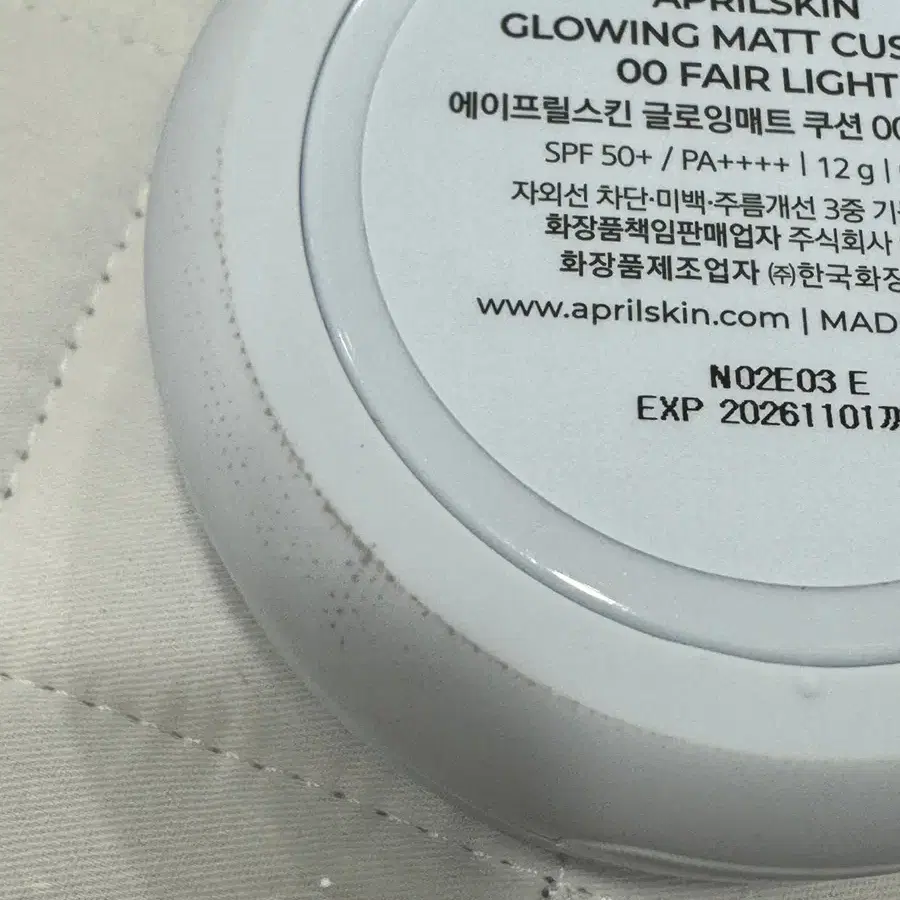 APRILSKIN
GLOWING MATT CUS
00 FAIR LIGHT
에이프릴스킨 글로잉매트 쿠션 00
SPF 50+ / PA++++ | 12 g |
자외선 차단·미백·주름개선 3중 기
화장품책임판매업자 주식회사
화장품제조업자 ㈜한국화장
www.aprilskin.com | MAD
N02E03 E
EXP 20261101까